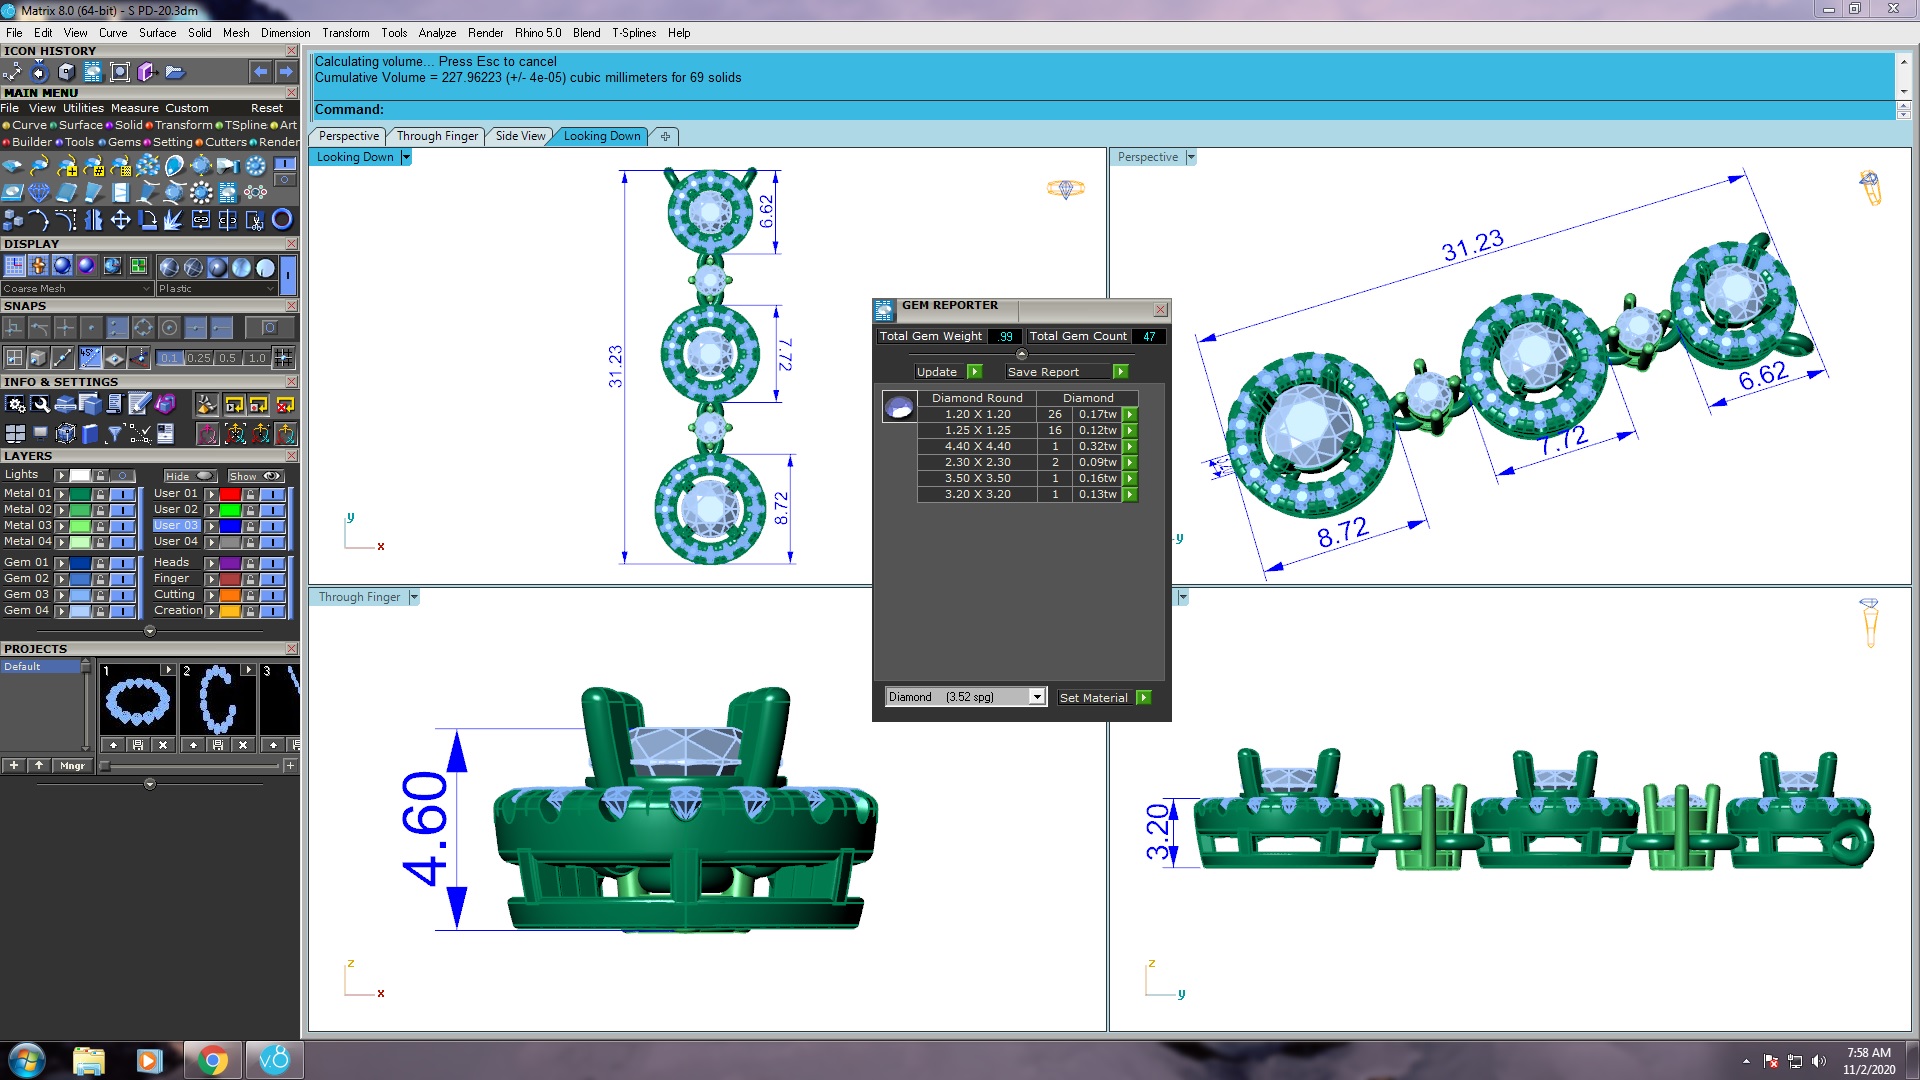 Matrix 8.0 (64-bit) - S PD-20.3dm
File Edit View Curve Surface Solid Mesh Dimension Transform Tools Analyze Render Rhino 5.0 Blend T-Splines Help
ICON HISTORY
Calculating volume... Press Esc to cancel
Cumulative Volume = 227.96223 (+/- 4e-05) cubic millimeters for 69 solids
Command:
MAIN MENU
File View Utilities Measure Custom Reset
Curve Surface Solid Transform TSpline Art
Builder Tools Gems Setting Cutters Render
Perspective Through Finger Side View Looking Down
Looking Down
Perspective
DISPLAY
Coarse Mesh Plastic
SNAPS
45°
0.1 0.25 0.5 1.0
INFO & SETTINGS
LAYERS
Lights Hide Show
Metal 01 User 01
Metal 02 User 02
Metal 03 User 03
Metal 04 User 04
Gem 01 Heads
Gem 02 Finger
Gem 03 Cutting
Gem 04 Creation
PROJECTS
Default
1 2 3
Mngr
6.62
31.23
7.72
8.72
y
x
31.23
6.62
7.72
8.72
y
GEM REPORTER
Total Gem Weight .99 Total Gem Count 47
Update Save Report
Diamond Round Diamond
1.20 X 1.20 26 0.17tw
1.25 X 1.25 16 0.12tw
4.40 X 4.40 1 0.32tw
2.30 X 2.30 2 0.09tw
3.50 X 3.50 1 0.16tw
3.20 X 3.20 1 0.13tw
Diamond (3.52 spg) Set Material
Through Finger
4.60
z
x
3.20
z
y
v.8
7:58 AM
11/2/2020